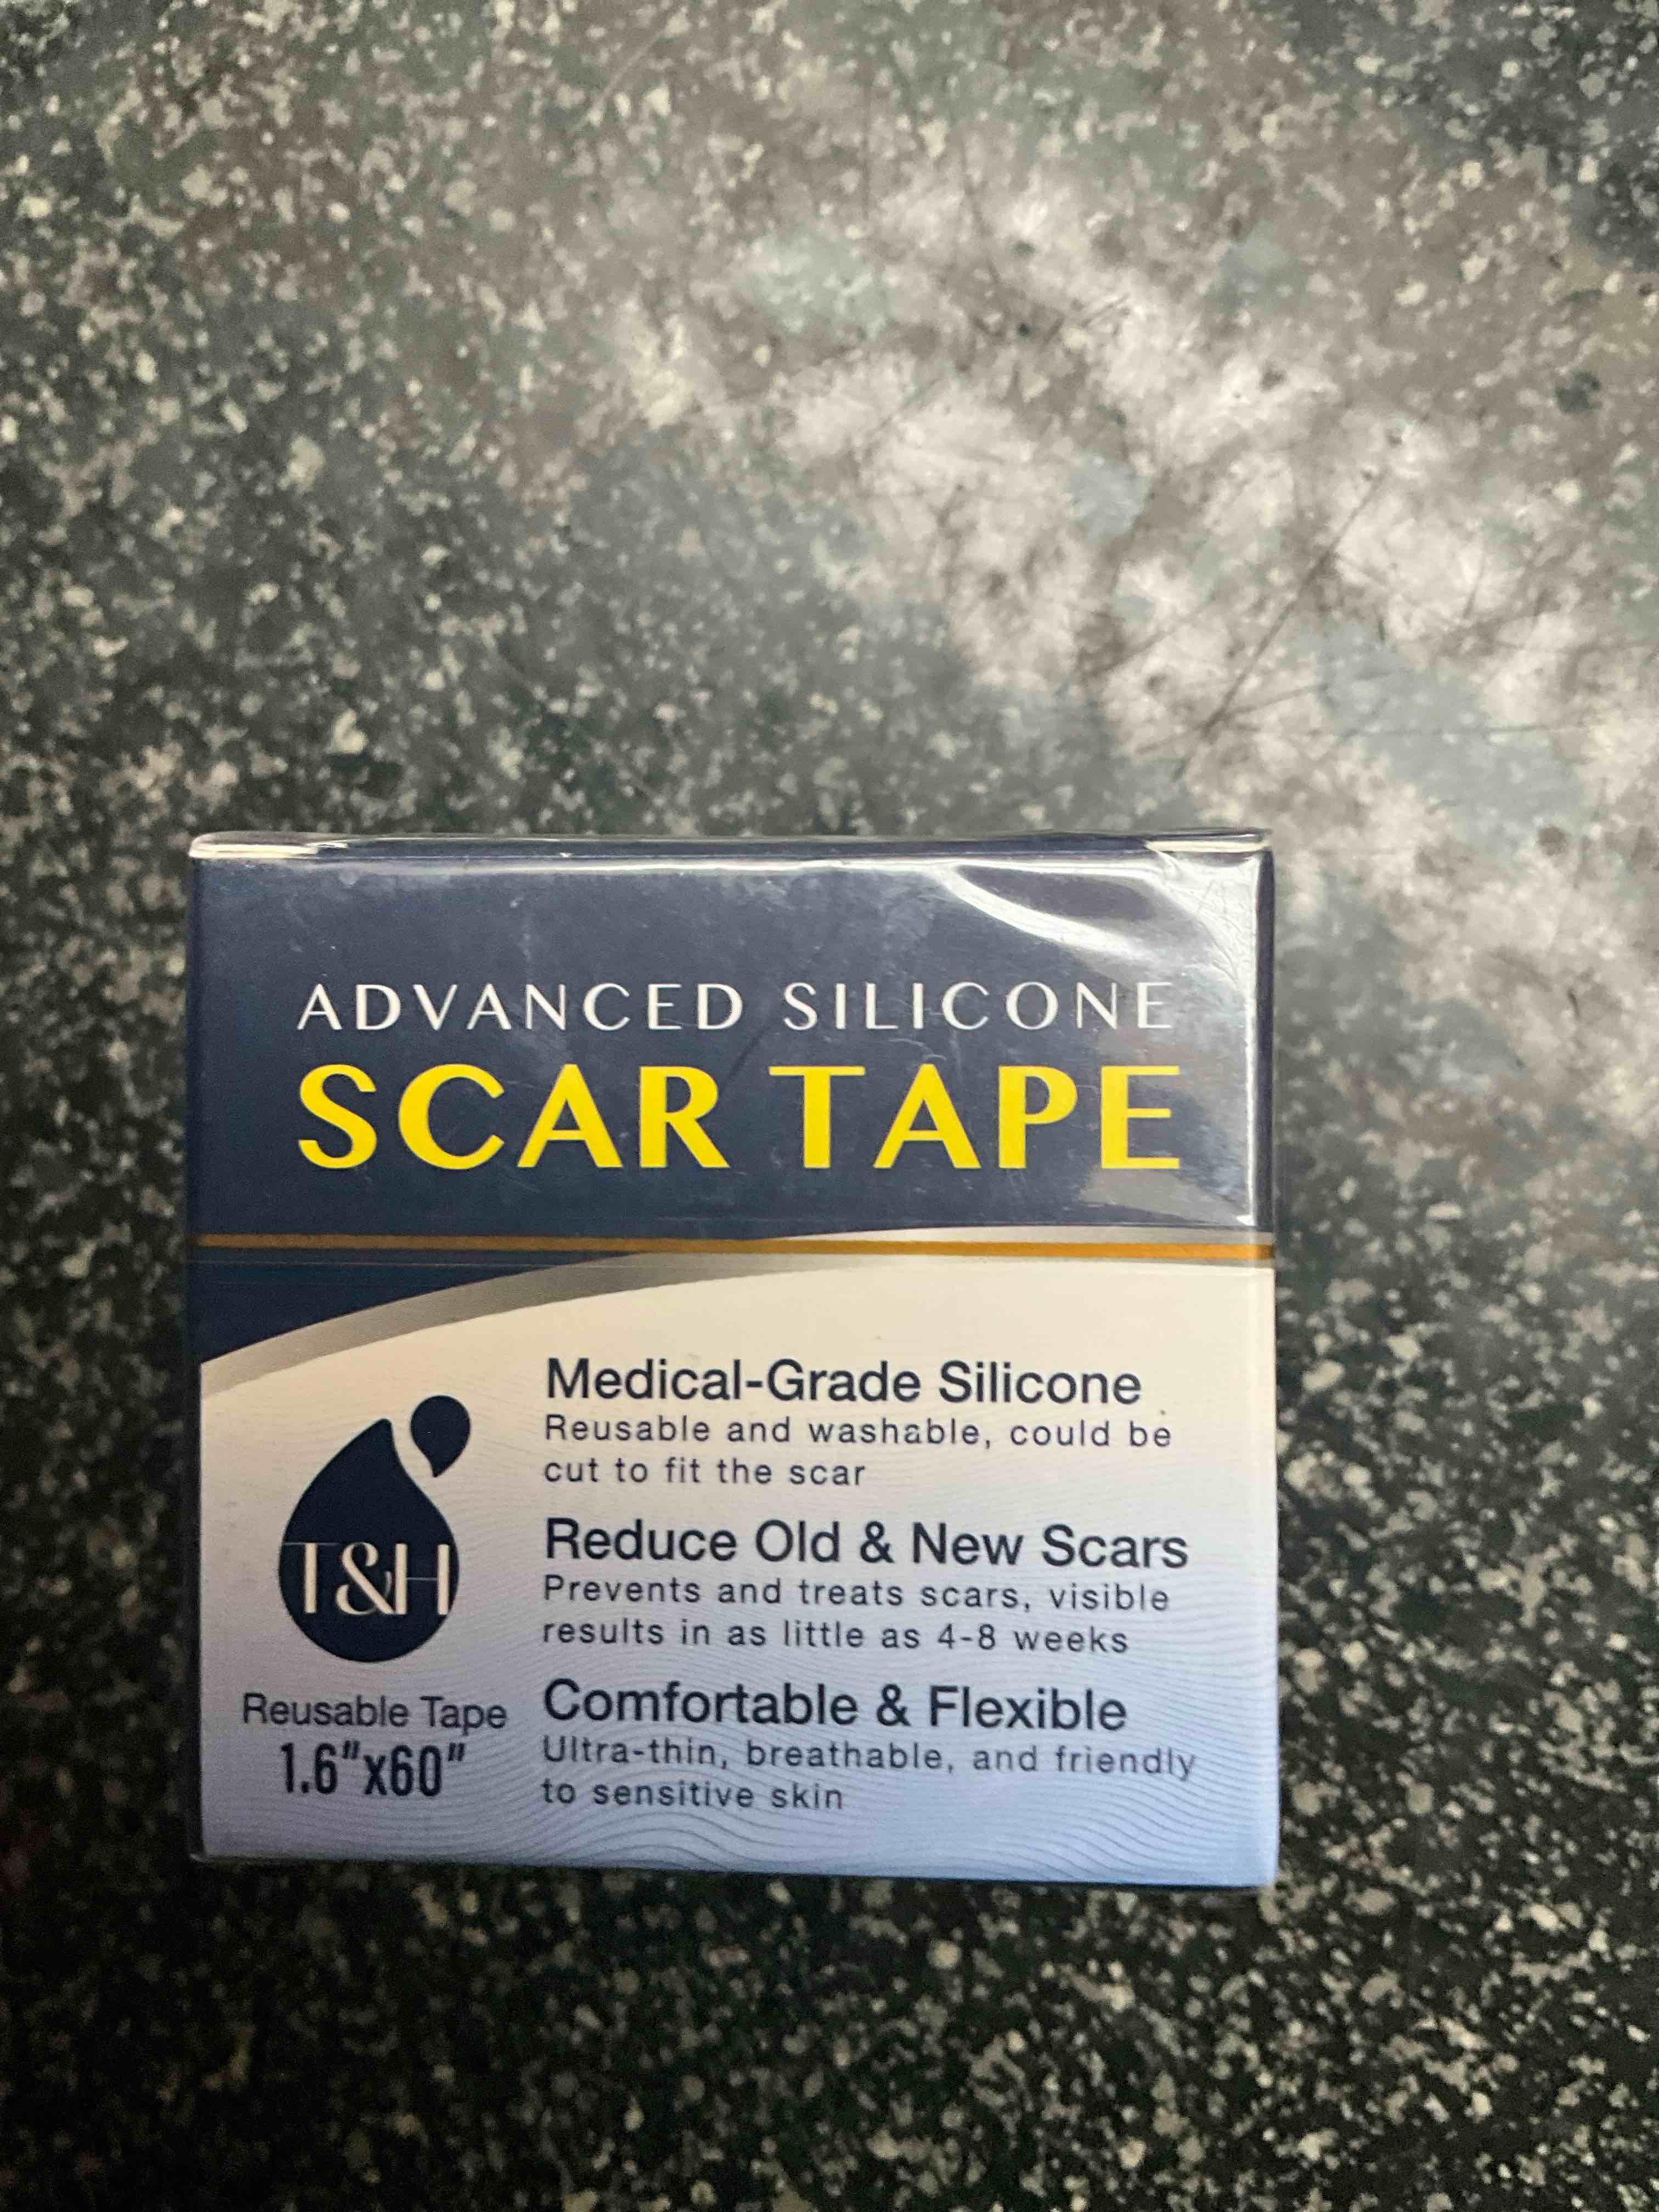 ADVANCED SILICONE
SCAR TAPE
Medical-Grade Silicone
Reusable and washable, could be
cut to fit the scar
Reduce Old & New Scars
Prevents and treats scars, visible
results in as little as 4-8 weeks
Comfortable & Flexible
Ultra-thin, breathable, and friendly
to sensitive skin
T&H
Reusable Tape
1.6"x60"